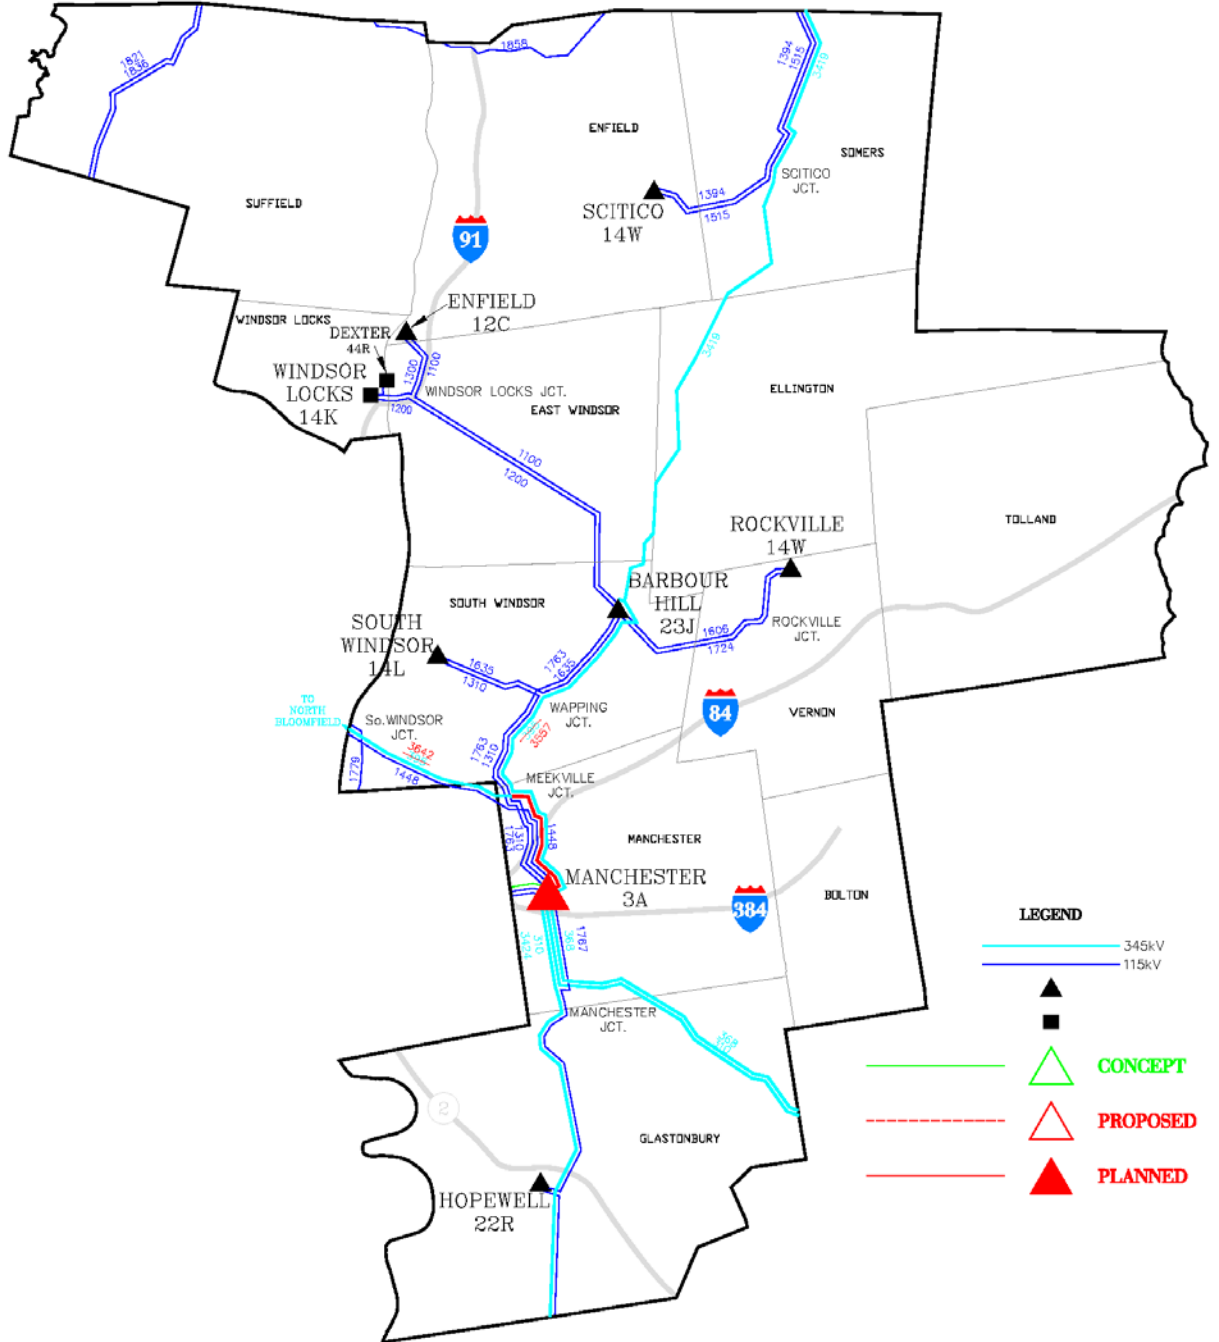 1821
1836
1858
1394
1515
3419
ENFIELD
SOMERS
SCITICO
JCT.
1394
1515
SUFFIELD
SCITICO
14W
91
ENFIELD
12C
WINDSOR LOCKS
DEXTER
44R
3419
WINDSOR
LOCKS
14K
1300
1100
WINDSOR LOCKS JCT.
1200
EAST WINDSOR
ELLINGTON
1100
1200
ROCKVILLE
14W
TOLLAND
BARBOUR
HILL
23J
SOUTH WINDSOR
SOUTH
WINDSOR
14L
1606
1724
ROCKVILLE
JCT.
1635
1310
1763
1635
TO
NORTH
BLOOMFIELD
So.WINDSOR
JCT.
WAPPING
JCT.
84
VERNON
3642
1779
1448
1763
1310
3557
MEEKVILLE
JCT.
1310
1763
1448
MANCHESTER
MANCHESTER
3A
384
BOLTON
3424
310
368
1767
LEGEND
345kV
115kV
MANCHESTER
JCT.
368
CONCEPT
2
PROPOSED
GLASTONBURY
PLANNED
HOPEWELL
22R